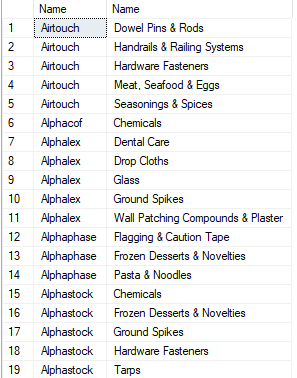 Name Name
1 Airtouch Dowel Pins & Rods
2 Airtouch Handrails & Railing Systems
3 Airtouch Hardware Fasteners
4 Airtouch Meat, Seafood & Eggs
5 Airtouch Seasonings & Spices
6 Alphacof Chemicals
7 Alphalex Dental Care
8 Alphalex Drop Cloths
9 Alphalex Glass
10 Alphalex Ground Spikes
11 Alphalex Wall Patching Compounds & Plaster
12 Alphaphase Flagging & Caution Tape
13 Alphaphase Frozen Desserts & Novelties
14 Alphaphase Pasta & Noodles
15 Alphastock Chemicals
16 Alphastock Frozen Desserts & Novelties
17 Alphastock Ground Spikes
18 Alphastock Hardware Fasteners
19 Alphastock Tarps